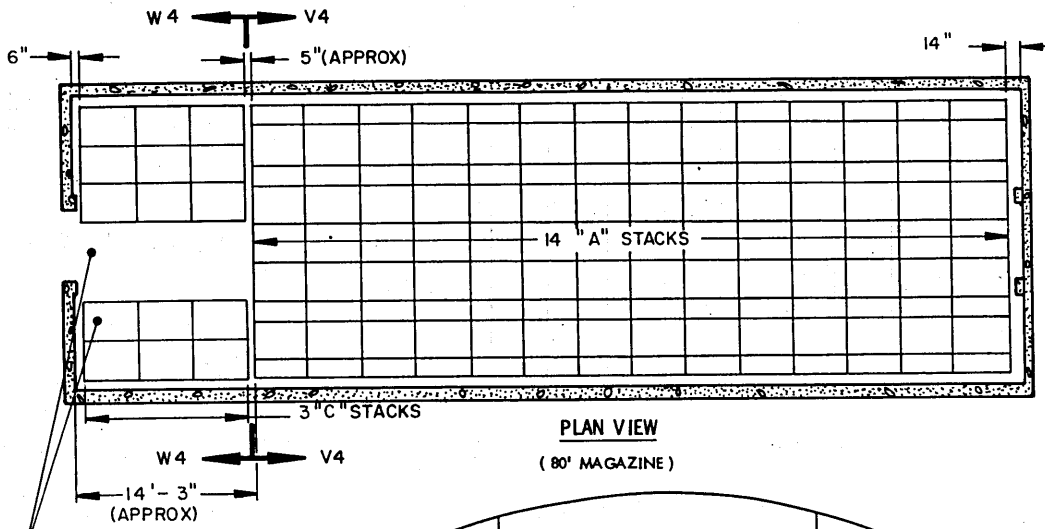 W4 V4
6" 5"(APPROX) 14"
14 "A" STACKS
3"C"STACKS
PLAN VIEW
(80' MAGAZINE)
W4 V4
14'-3"
(APPROX)